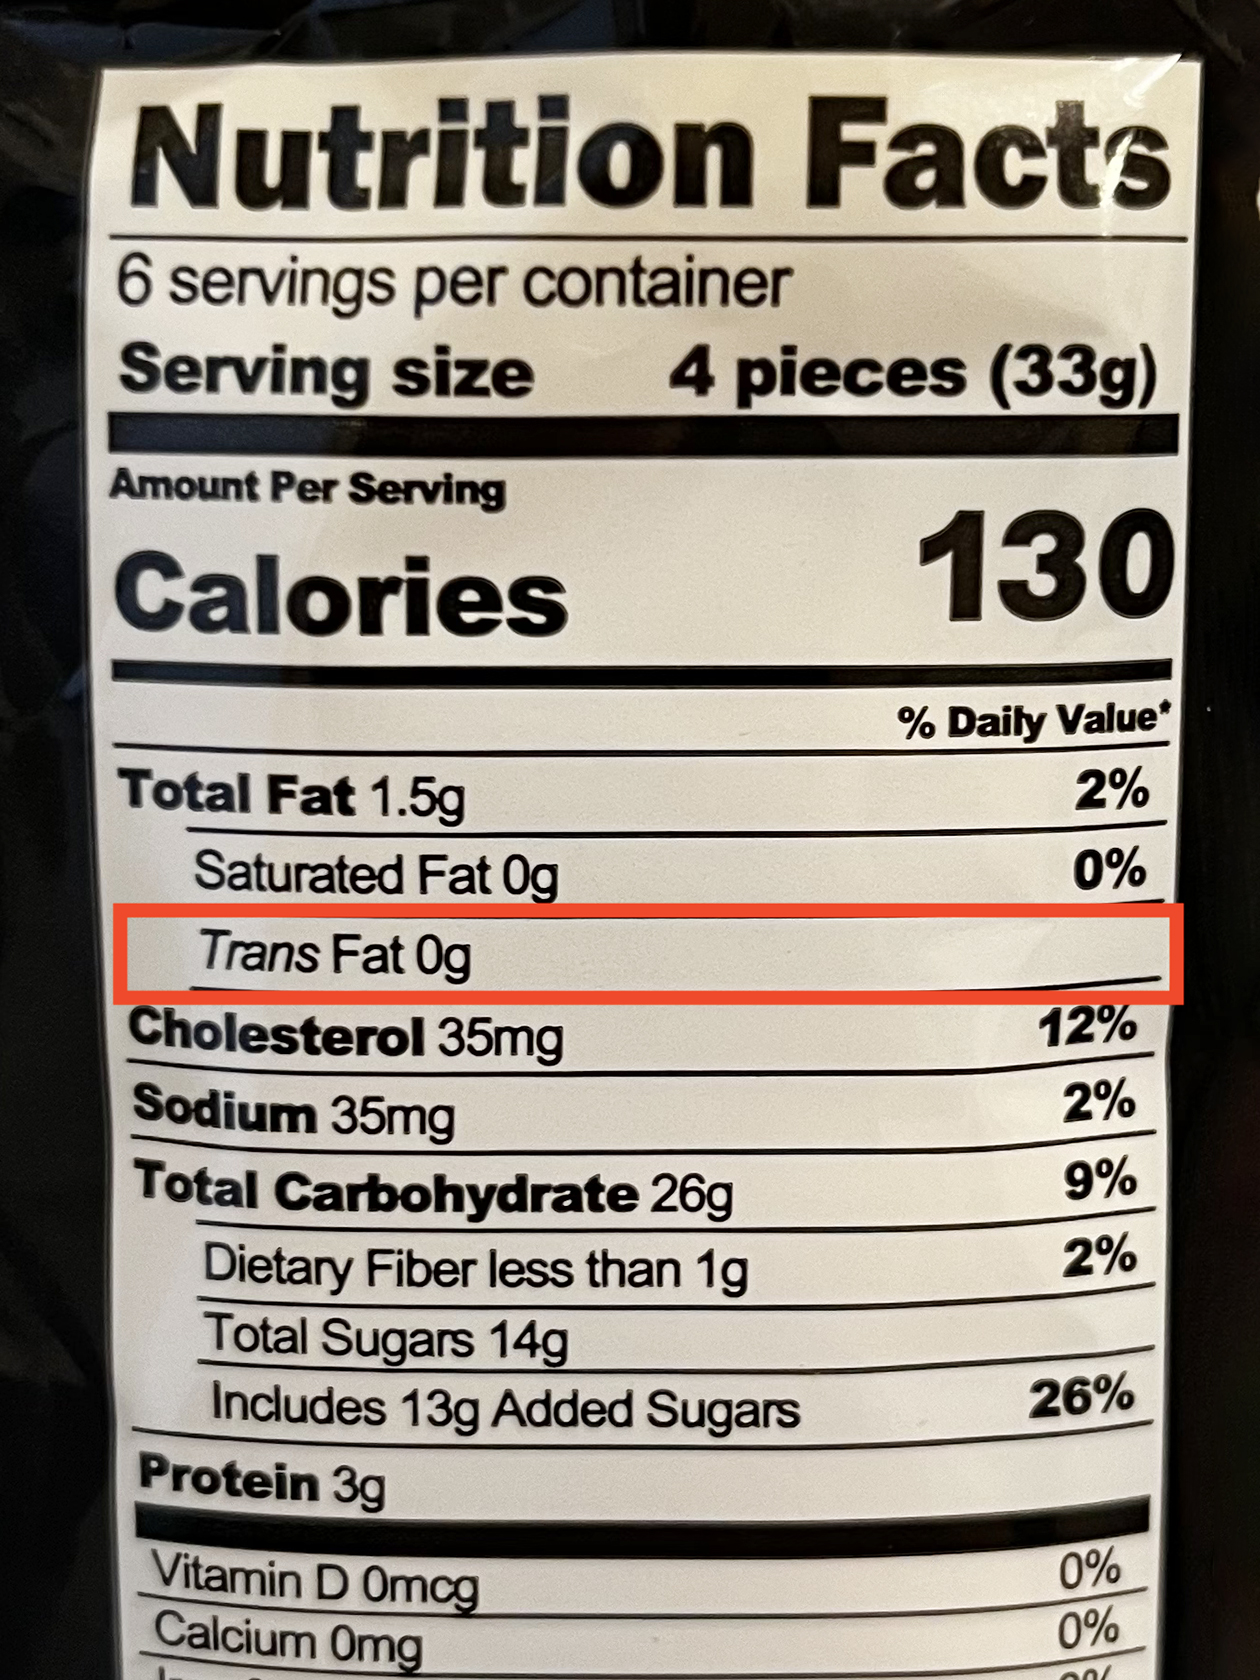 Nutrition Facts
6 servings per container
Serving size 4 pieces (33g)
Amount Per Serving
Calories 130
% Daily Value*
Total Fat 1.5g 2%
Saturated Fat 0g 0%
Trans Fat 0g
Cholesterol 35mg 12%
Sodium 35mg 2%
Total Carbohydrate 26g 9%
Dietary Fiber less than 1g 2%
Total Sugars 14g
Includes 13g Added Sugars 26%
Protein 3g
Vitamin D 0mcg 0%
Calcium 0mg 0%